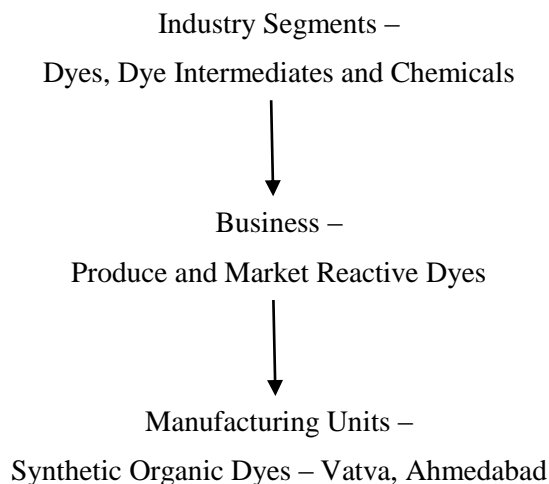 Industry Segments –
Dyes, Dye Intermediates and Chemicals
Business –
Produce and Market Reactive Dyes
Manufacturing Units –
Synthetic Organic Dyes – Vatva, Ahmedabad